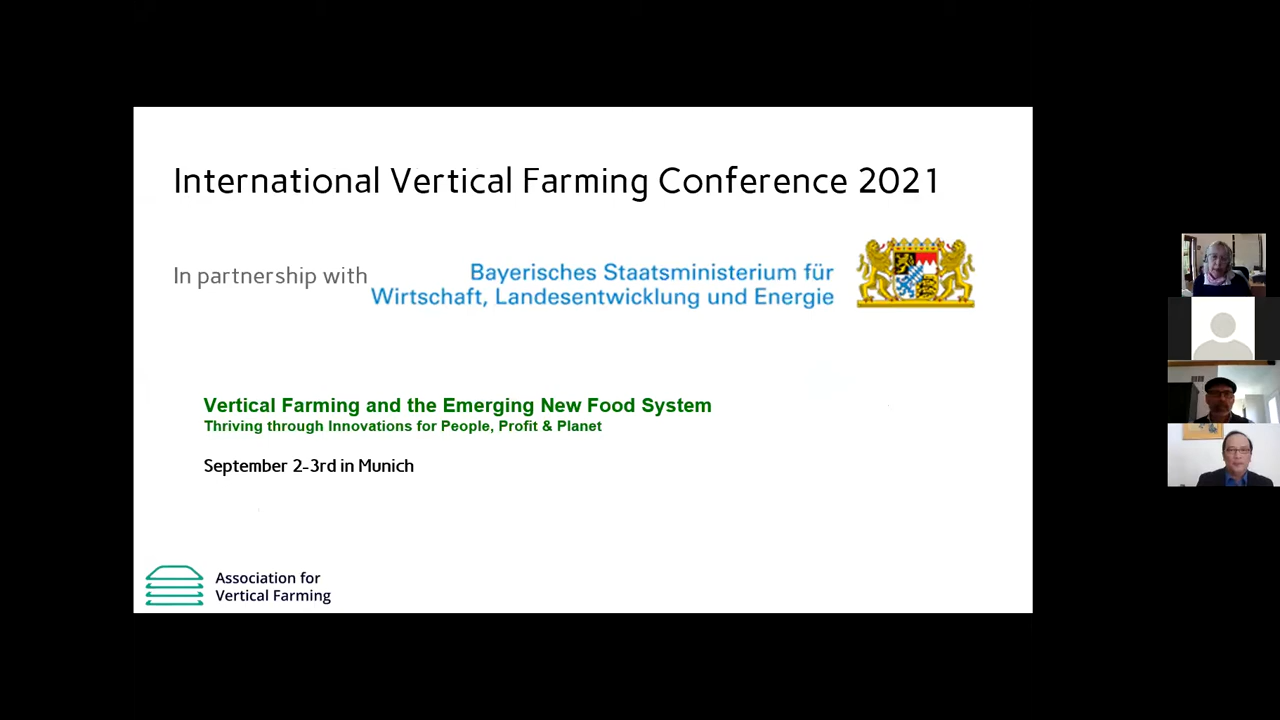 International Vertical Farming Conference 2021
In partnership with
Bayerisches Staatsministerium für
Wirtschaft, Landesentwicklung und Energie
Vertical Farming and the Emerging New Food System
Thriving through Innovations for People, Profit & Planet
September 2-3rd in Munich
Association for
Vertical Farming